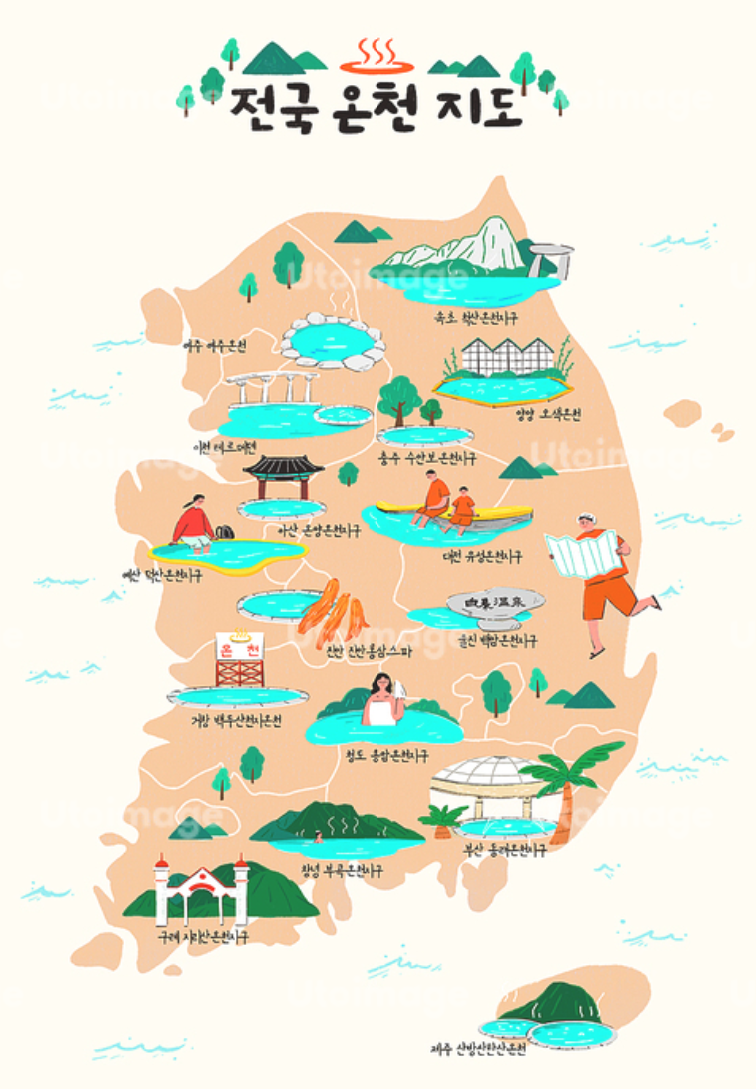 전국 온천 지도
속초 척산온천지구
여주 여주온천
양양 오색온천
이천 테르메덴
충주 수안보온천지구
아산 온양온천지구
대전 유성온천지구
예산 덕산온천지구
白巖温泉
울진 백암온천지구
진안 진안홍삼스파
온천
거창 백두산천지온천
청도 용암온천지구
부산 동래온천지구
창녕 부곡온천지구
구례 지리산온천지구
제주 산방산탄산온천
Utoimage